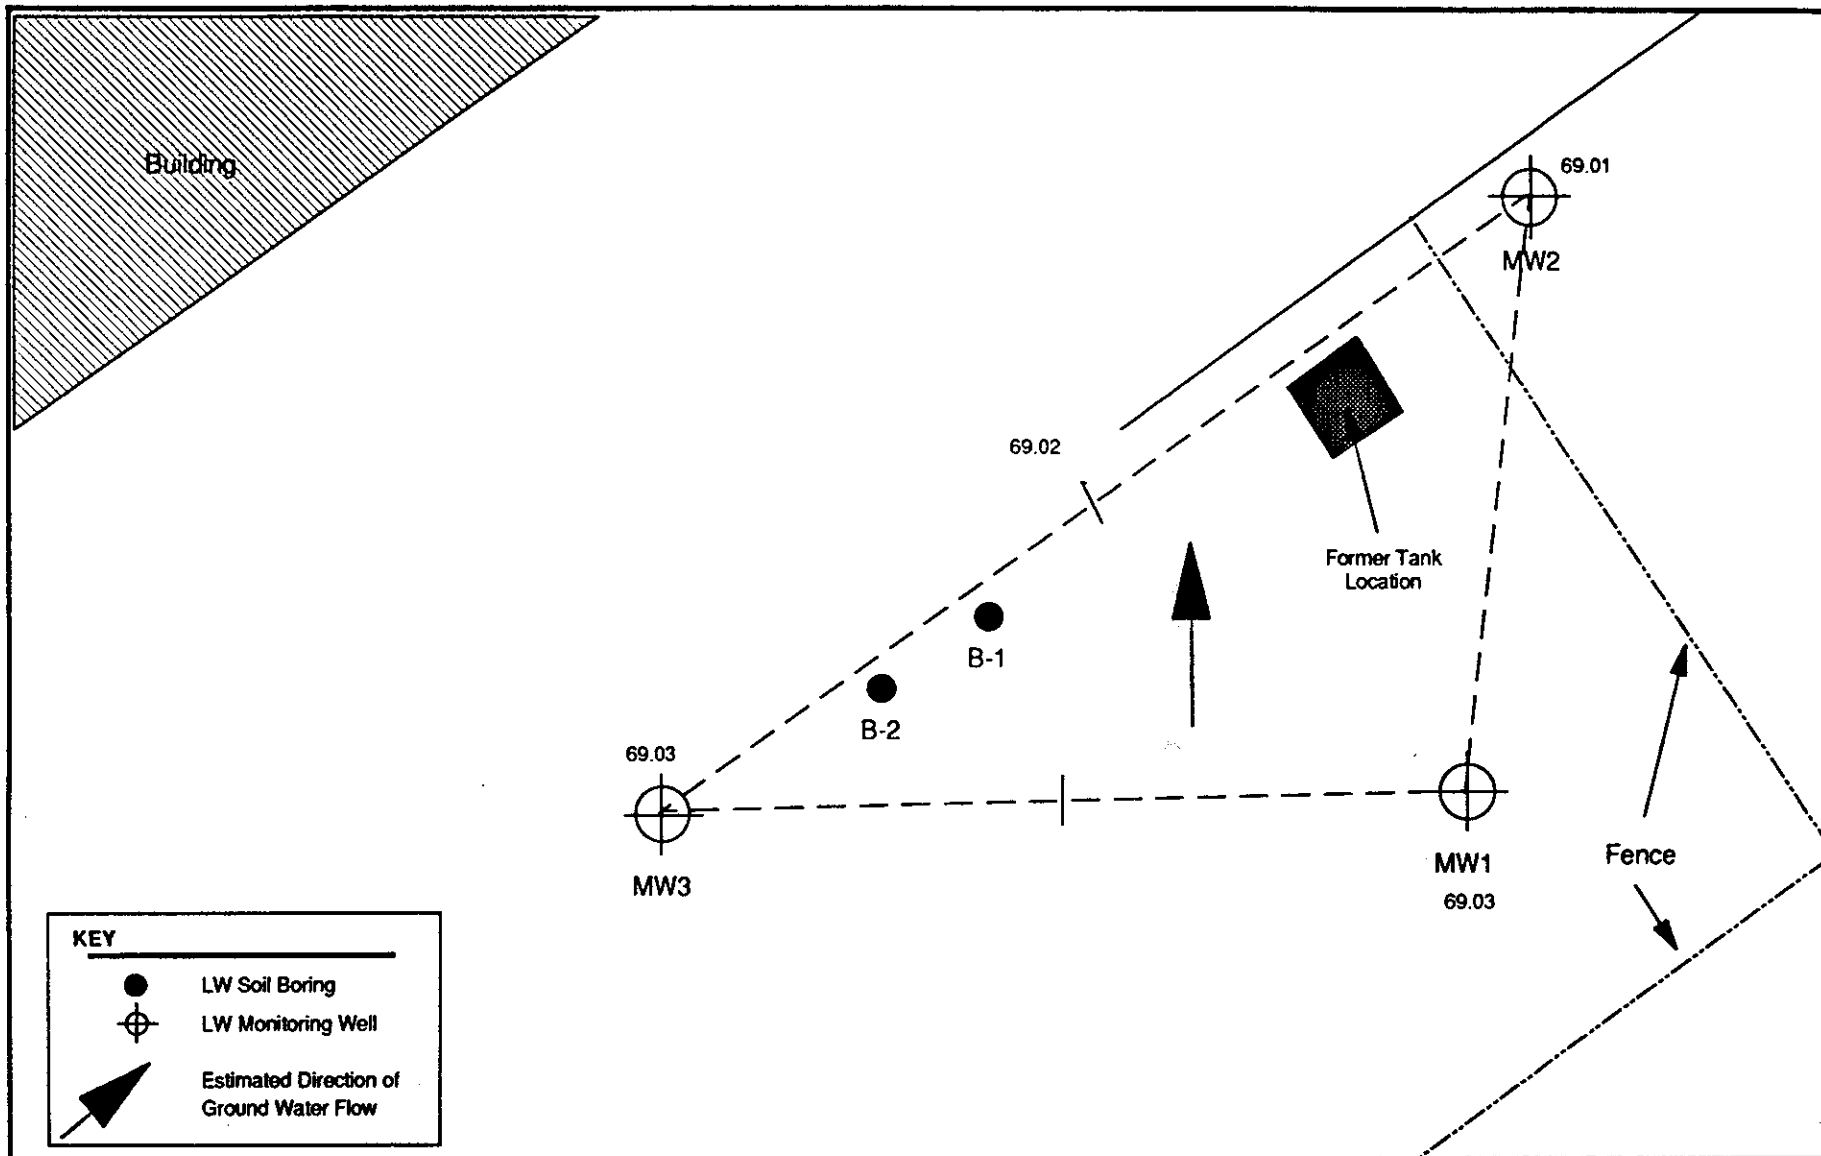 Building
69.01
MW2
69.02
Former Tank
Location
B-1
B-2
69.03
MW3
MW1
69.03
Fence
KEY
LW Soil Boring
LW Monitoring Well
Estimated Direction of
Ground Water Flow